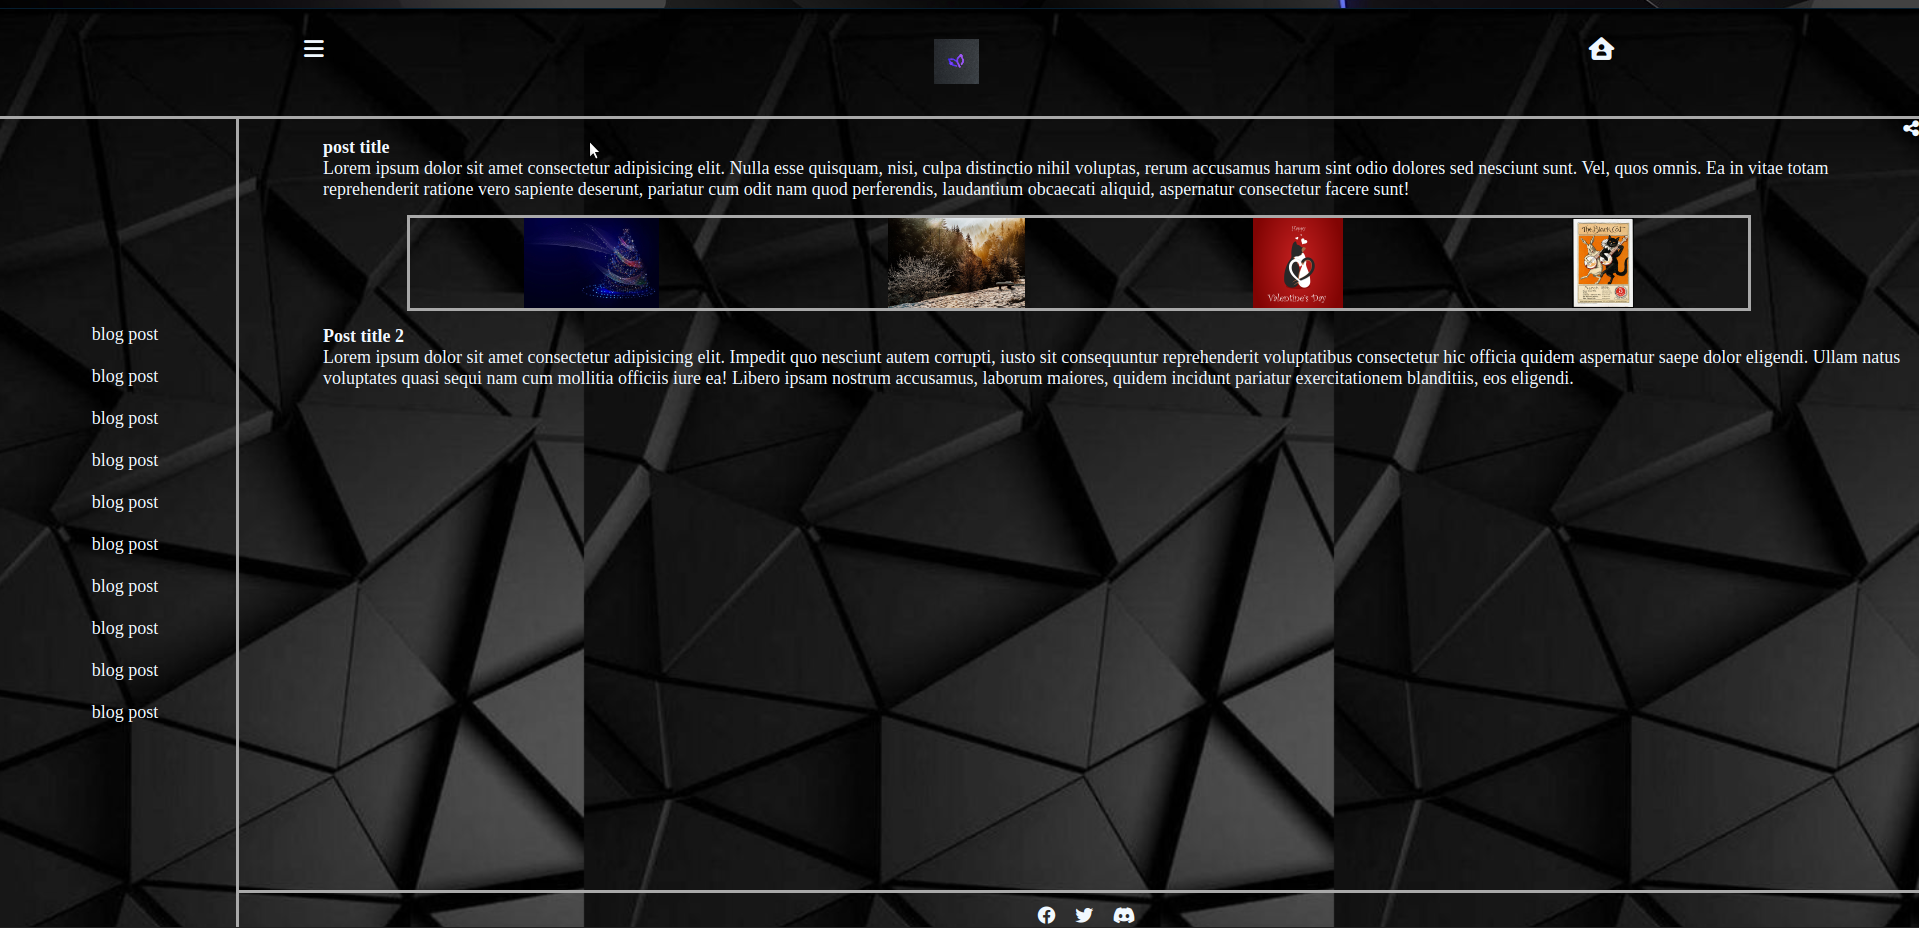 post title
Lorem ipsum dolor sit amet consectetur adipisicing elit. Nulla esse quisquam, nisi, culpa distinctio nihil voluptas, rerum accusamus harum sint odio dolores sed nesciunt sunt. Vel, quos omnis. Ea in vitae totam
reprehenderit ratione vero sapiente deserunt, pariatur cum odit nam quod perferendis, laudantium obcaecati aliquid, aspernatur consectetur facere sunt!
Happy
Valentine's Day
The Black Cat
Post title 2
Lorem ipsum dolor sit amet consectetur adipisicing elit. Impedit quo nesciunt autem corrupti, iusto sit consequuntur reprehenderit voluptatibus consectetur hic officia quidem aspernatur saepe dolor eligendi. Ullam natus
voluptates quasi sequi nam cum mollitia officiis iure ea! Libero ipsam nostrum accusamus, laborum maiores, quidem incidunt pariatur exercitationem blanditiis, eos eligendi.
blog post
blog post
blog post
blog post
blog post
blog post
blog post
blog post
blog post
blog post